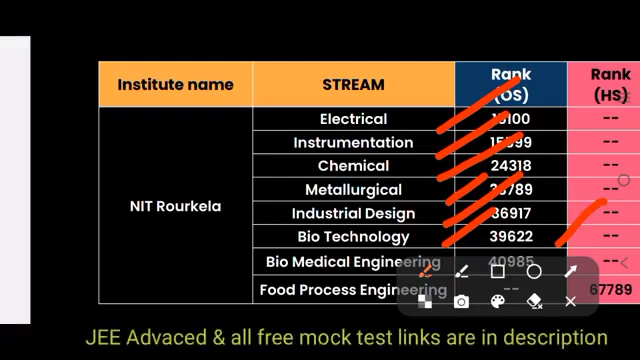 Institute name STREAM Rank (OS) Rank (HS)
Electrical --
Instrumentation --
Chemical 24318 --
Metallurgical --
NIT Rourkela
Industrial Design 36917 --
Bio Technology 39622 --
Bio Medical Engineering 40985 --
Food Process Engineering -- 67789
JEE Advaced & all free mock test links are in description